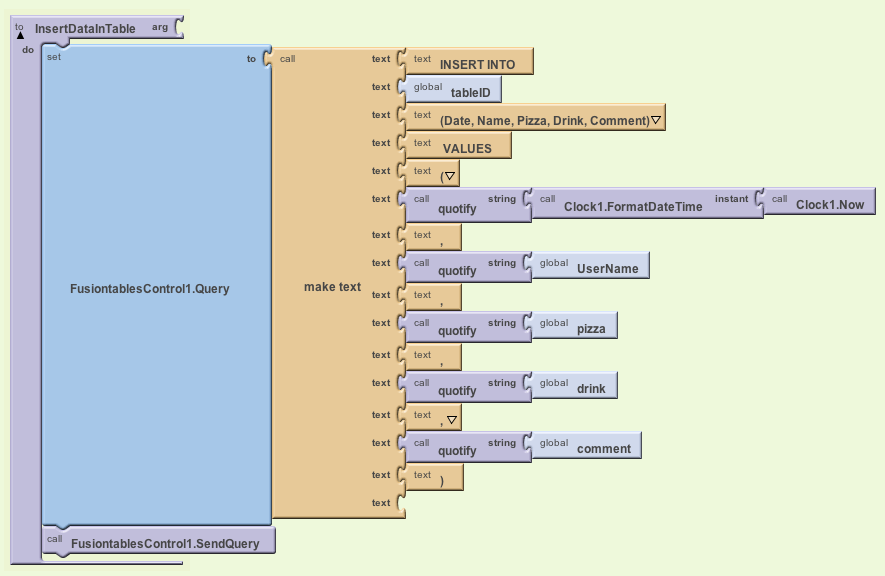 to InsertDataInTable arg
do
set FusiontablesControl1.Query to
call make text
text text INSERT INTO
text global tableID
text text (Date, Name, Pizza, Drink, Comment)
text text VALUES
text text (
text call quotify string call Clock1.FormatDateTime instant call Clock1.Now
text text ,
text call quotify string global UserName
text text ,
text call quotify string global pizza
text text ,
text call quotify string global drink
text text ,
text call quotify string global comment
text text )
text
call FusiontablesControl1.SendQuery